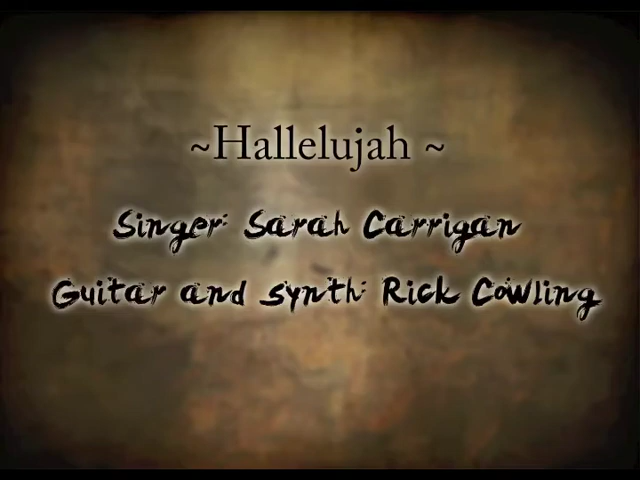 ~Hallelujah ~
Singer: Sarah Carrigan
Guitar and synth: Rick Cowling